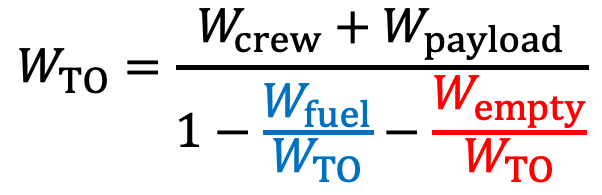 W_TO = (W_crew + W_payload) / (1 − W_fuel/W_TO − W_empty/W_TO)